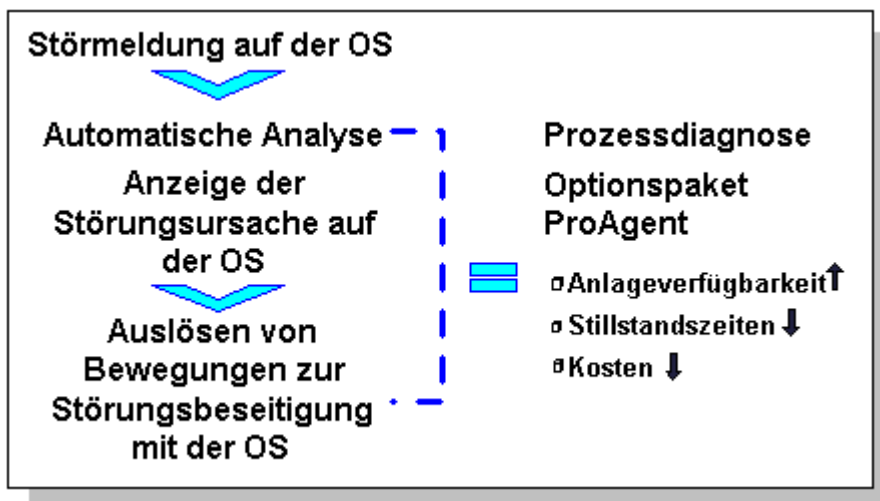 Störmeldung auf der OS
Automatische Analyse
Anzeige der
Störungsursache auf
der OS
Auslösen von
Bewegungen zur
Störungsbeseitigung
mit der OS
Prozessdiagnose
Optionspaket
ProAgent
Anlageverfügbarkeit
Stillstandszeiten
Kosten